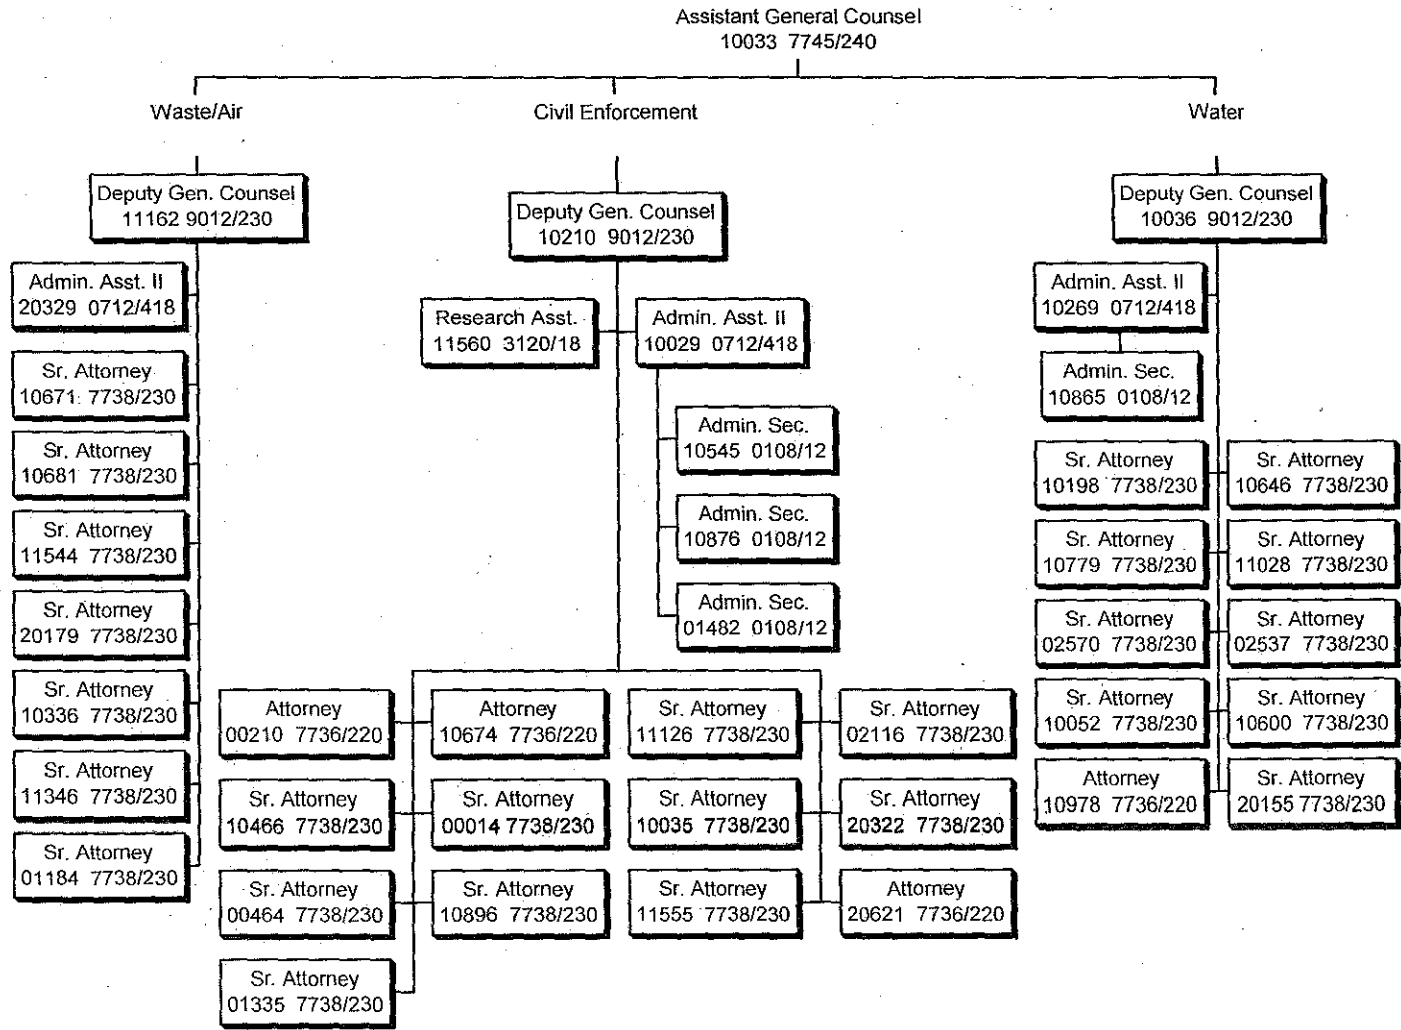 Assistant General Counsel
10033 7745/240
Waste/Air
Civil Enforcement
Water
Deputy Gen. Counsel
11162 9012/230
Admin. Asst. II
20329 0712/418
Sr. Attorney
10671 7738/230
Sr. Attorney
10681 7738/230
Sr. Attorney
11544 7738/230
Sr. Attorney
20179 7738/230
Sr. Attorney
10336 7738/230
Sr. Attorney
11346 7738/230
Sr. Attorney
01184 7738/230
Deputy Gen. Counsel
10210 9012/230
Research Asst.
11560 3120/18
Admin. Asst. II
10029 0712/418
Admin. Sec.
10545 0108/12
Admin. Sec.
10876 0108/12
Admin. Sec.
01482 0108/12
Attorney
00210 7736/220
Attorney
10674 7736/220
Sr. Attorney
11126 7738/230
Sr. Attorney
02116 7738/230
Sr. Attorney
10466 7738/230
Sr. Attorney
00014 7738/230
Sr. Attorney
10035 7738/230
Sr. Attorney
20322 7738/230
Sr. Attorney
00464 7738/230
Sr. Attorney
10896 7738/230
Sr. Attorney
11555 7738/230
Attorney
20621 7736/220
Sr. Attorney
01335 7738/230
Deputy Gen. Counsel
10036 9012/230
Admin. Asst. II
10269 0712/418
Admin. Sec.
10865 0108/12
Sr. Attorney
10198 7738/230
Sr. Attorney
10646 7738/230
Sr. Attorney
10779 7738/230
Sr. Attorney
11028 7738/230
Sr. Attorney
02570 7738/230
Sr. Attorney
02537 7738/230
Sr. Attorney
10052 7738/230
Sr. Attorney
10600 7738/230
Attorney
10978 7736/220
Sr. Attorney
20155 7738/230